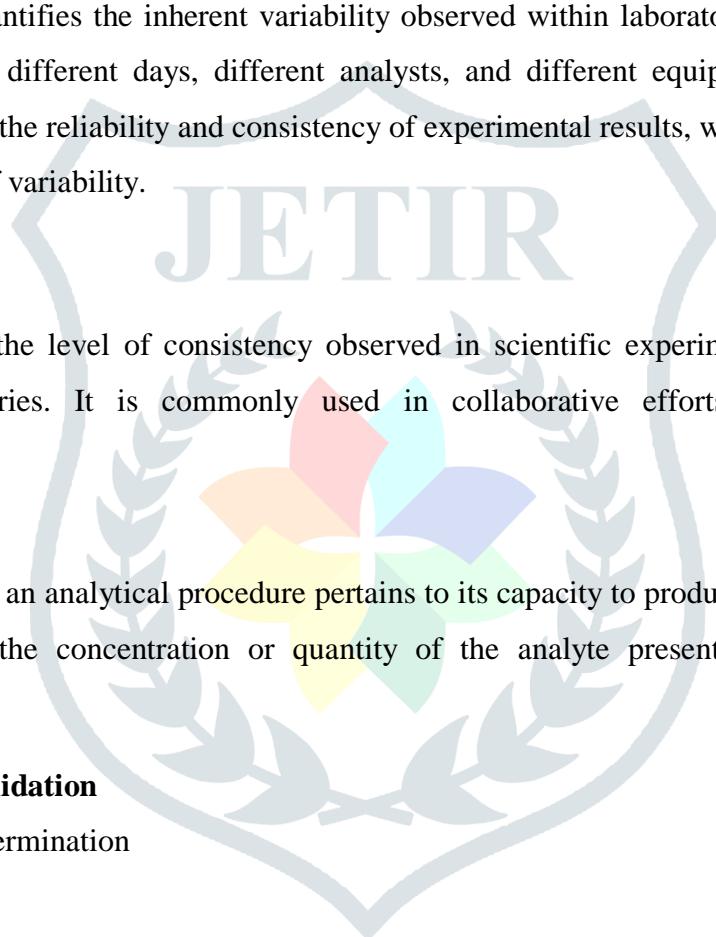 antifies the inherent variability observed within laborato
different days, different analysts, and different equip
the reliability and consistency of experimental results, w
variability.
JETIR
the level of consistency observed in scientific experin
ries. It is commonly used in collaborative efforts
an analytical procedure pertains to its capacity to produ
the concentration or quantity of the analyte present
idation
ermination